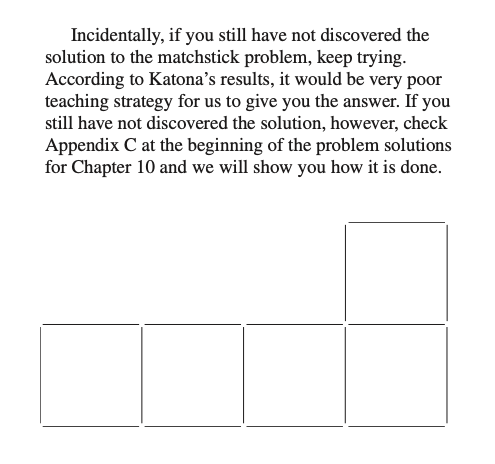 Incidentally, if you still have not discovered the
solution to the matchstick problem, keep trying.
According to Katona’s results, it would be very poor
teaching strategy for us to give you the answer. If you
still have not discovered the solution, however, check
Appendix C at the beginning of the problem solutions
for Chapter 10 and we will show you how it is done.